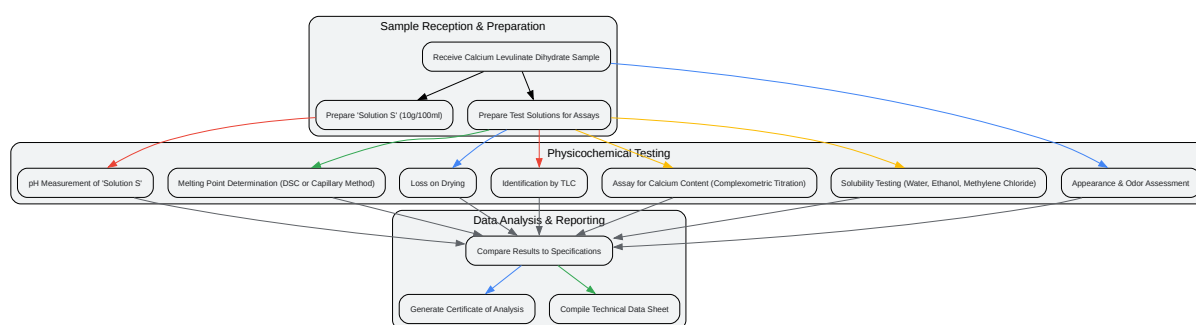 Sample Reception & Preparation
Receive Calcium Levulinate Dihydrate Sample
Prepare 'Solution S' (10g/100ml)
Prepare Test Solutions for Assays
Physicochemical Testing
pH Measurement of 'Solution S'
Melting Point Determination (DSC or Capillary Method)
Loss on Drying
Identification by TLC
Assay for Calcium Content (Complexometric Titration)
Solubility Testing (Water, Ethanol, Methylene Chloride)
Appearance & Odor Assessment
Data Analysis & Reporting
Compare Results to Specifications
Generate Certificate of Analysis
Compile Technical Data Sheet